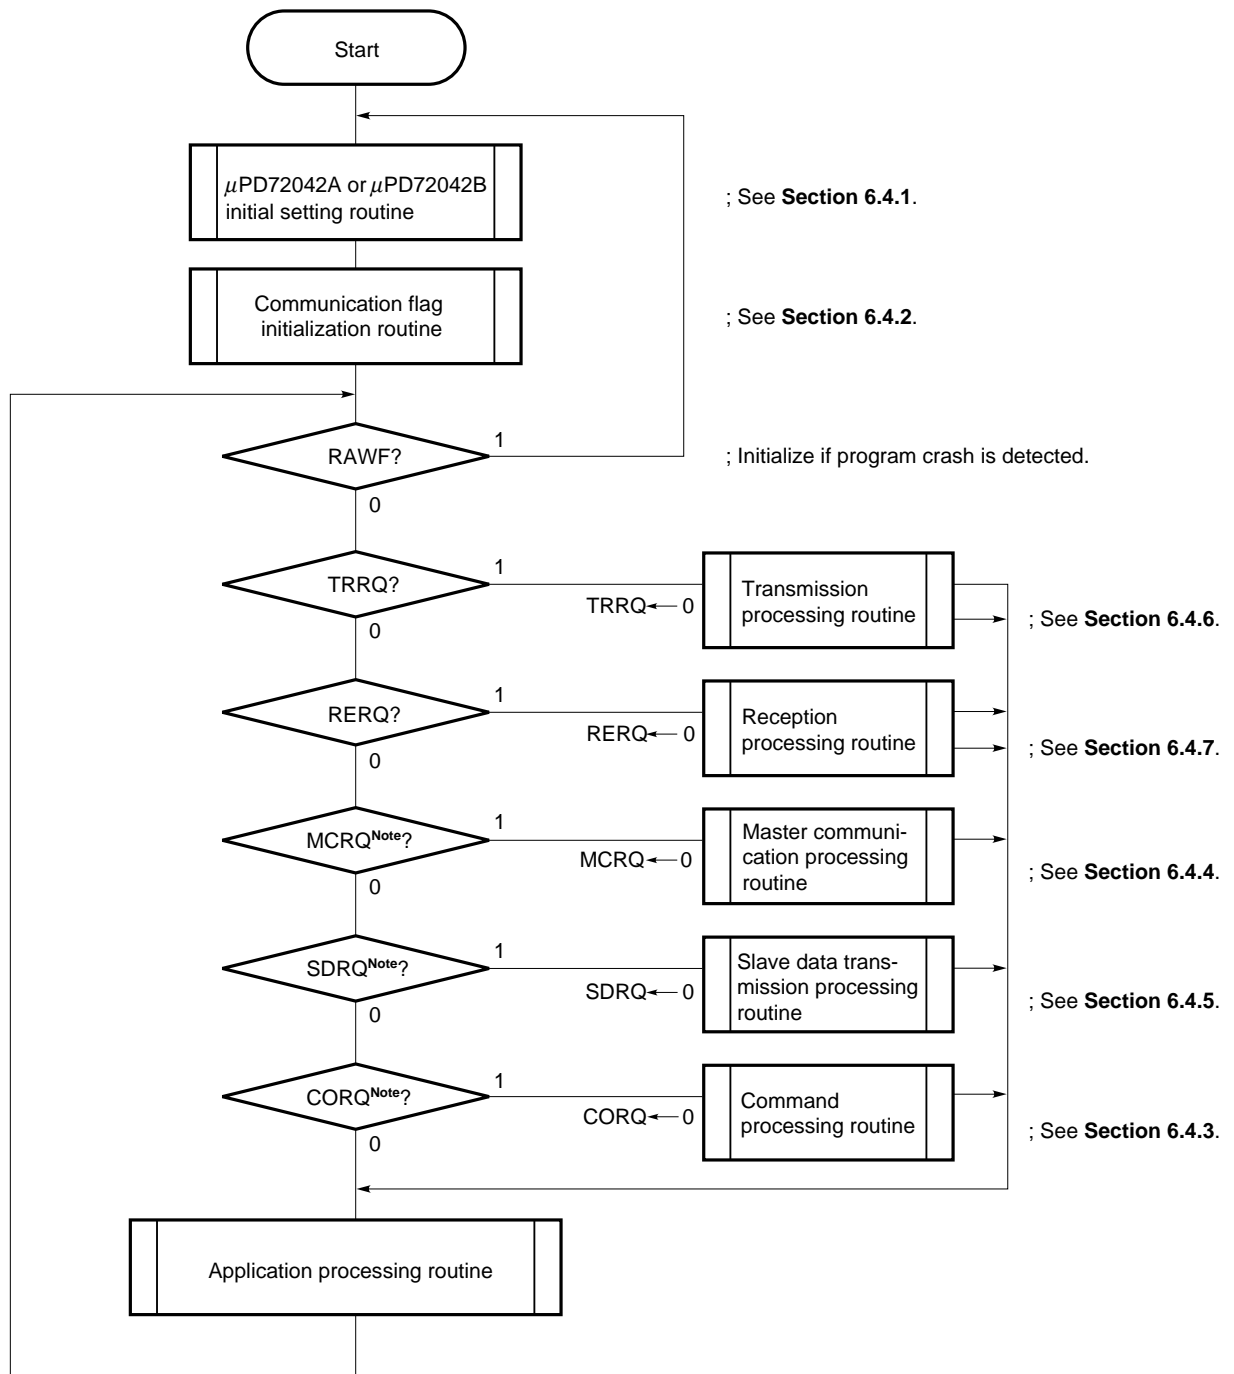 Start
μPD72042A or μPD72042B
initial setting routine
; See Section 6.4.1.
Communication flag
initialization routine
; See Section 6.4.2.
RAWF?
1
; Initialize if program crash is detected.
0
TRRQ?
1
TRRQ ← 0
Transmission
processing routine
; See Section 6.4.6.
0
RERQ?
1
RERQ ← 0
Reception
processing routine
; See Section 6.4.7.
0
MCRQNote?
1
MCRQ ← 0
Master communi-
cation processing
routine
; See Section 6.4.4.
0
SDRQNote?
1
SDRQ ← 0
Slave data trans-
mission processing
routine
; See Section 6.4.5.
0
CORQNote?
1
CORQ ← 0
Command
processing routine
; See Section 6.4.3.
0
Application processing routine